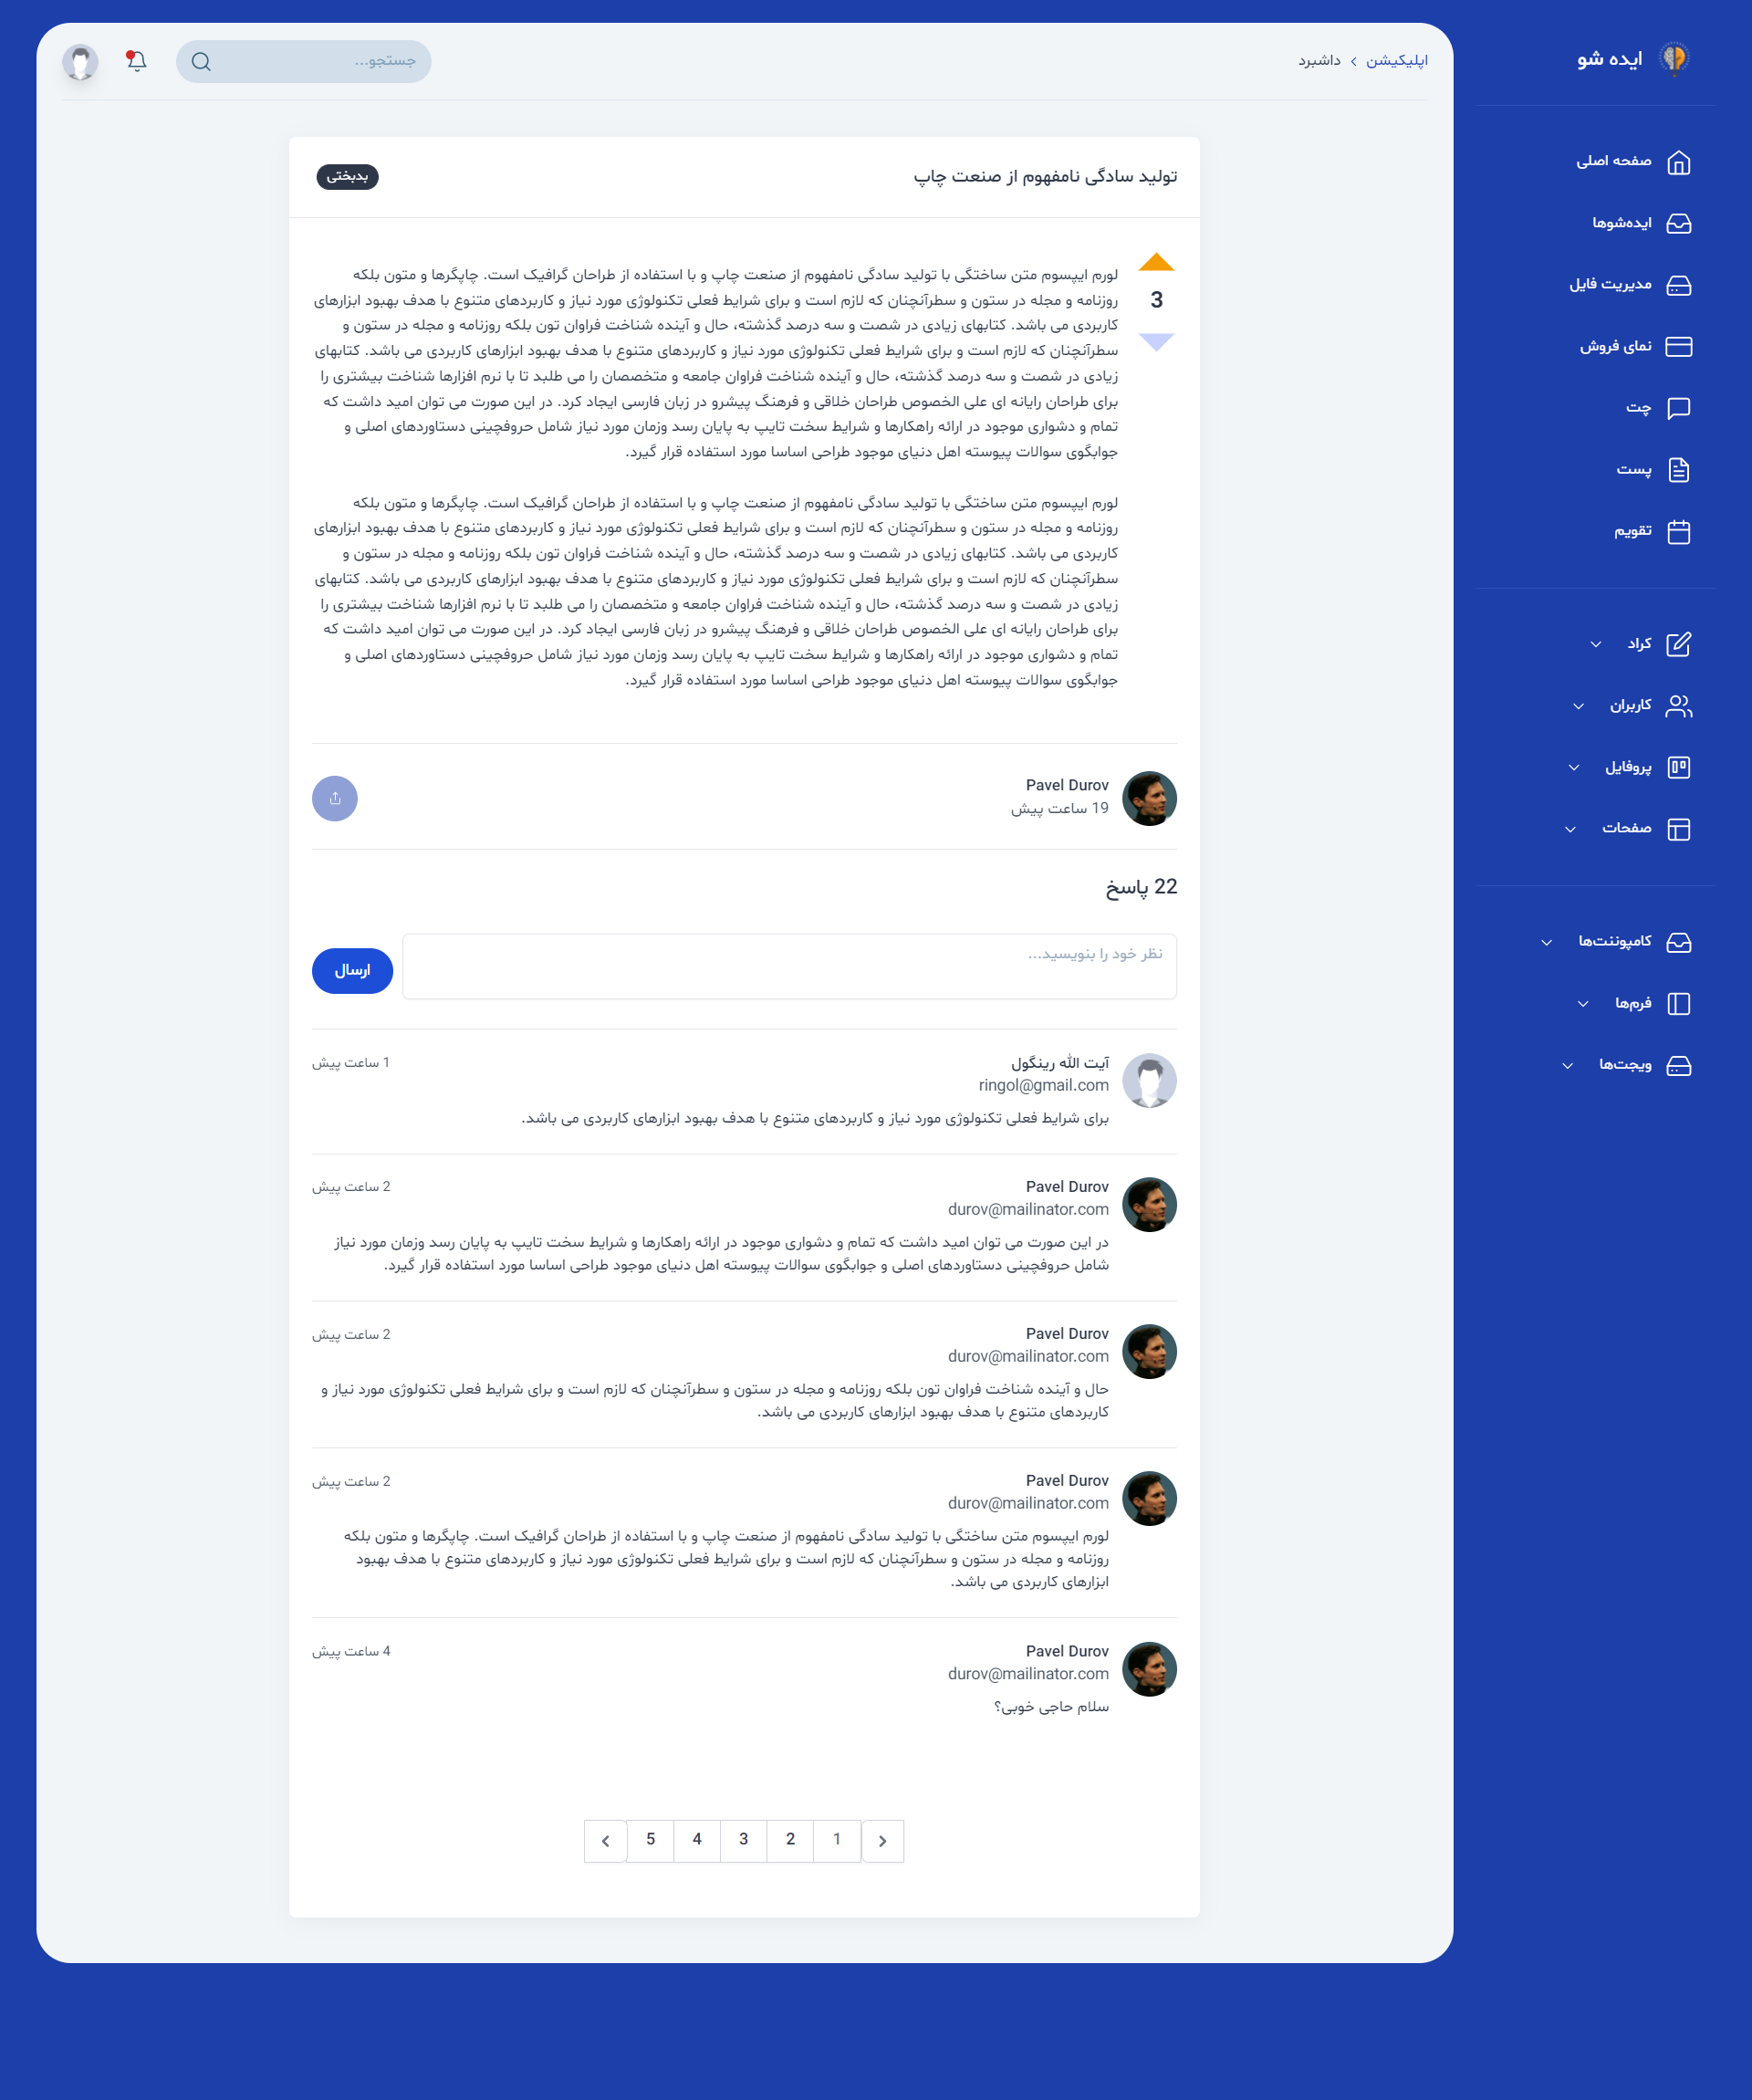 ایده شو
صفحه اصلی
ایده‌شوها
مدیریت فایل
نمای فروش
چت
پست
تقویم
کراد
کاربران
پروفایل
صفحات
کامپوننت‌ها
فرم‌ها
ویجت‌ها
اپلیکیشن
داشبرد
جستجو...
تولید سادگی نامفهوم از صنعت چاپ
بدبختی
3
لورم ایپسوم متن ساختگی با تولید سادگی نامفهوم از صنعت چاپ و با استفاده از طراحان گرافیک است. چاپگرها و متون بلکه
روزنامه و مجله در ستون و سطرآنچنان که لازم است و برای شرایط فعلی تکنولوژی مورد نیاز و کاربردهای متنوع با هدف بهبود ابزارهای
کاربردی می باشد. کتابهای زیادی در شصت و سه درصد گذشته، حال و آینده شناخت فراوان تون بلکه روزنامه و مجله در ستون و
سطرآنچنان که لازم است و برای شرایط فعلی تکنولوژی مورد نیاز و کاربردهای متنوع با هدف بهبود ابزارهای کاربردی می باشد. کتابهای
زیادی در شصت و سه درصد گذشته، حال و آینده شناخت فراوان جامعه و متخصصان را می طلبد تا با نرم افزارها شناخت بیشتری را
برای طراحان رایانه ای علی الخصوص طراحان خلاقی و فرهنگ پیشرو در زبان فارسی ایجاد کرد. در این صورت می توان امید داشت که
تمام و دشواری موجود در ارائه راهکارها و شرایط سخت تایپ به پایان رسد وزمان مورد نیاز شامل حروفچینی دستاوردهای اصلی و
جوابگوی سوالات پیوسته اهل دنیای موجود طراحی اساسا مورد استفاده قرار گیرد.
لورم ایپسوم متن ساختگی با تولید سادگی نامفهوم از صنعت چاپ و با استفاده از طراحان گرافیک است. چاپگرها و متون بلکه
روزنامه و مجله در ستون و سطرآنچنان که لازم است و برای شرایط فعلی تکنولوژی مورد نیاز و کاربردهای متنوع با هدف بهبود ابزارهای
کاربردی می باشد. کتابهای زیادی در شصت و سه درصد گذشته، حال و آینده شناخت فراوان تون بلکه روزنامه و مجله در ستون و
سطرآنچنان که لازم است و برای شرایط فعلی تکنولوژی مورد نیاز و کاربردهای متنوع با هدف بهبود ابزارهای کاربردی می باشد. کتابهای
زیادی در شصت و سه درصد گذشته، حال و آینده شناخت فراوان جامعه و متخصصان را می طلبد تا با نرم افزارها شناخت بیشتری را
برای طراحان رایانه ای علی الخصوص طراحان خلاقی و فرهنگ پیشرو در زبان فارسی ایجاد کرد. در این صورت می توان امید داشت که
تمام و دشواری موجود در ارائه راهکارها و شرایط سخت تایپ به پایان رسد وزمان مورد نیاز شامل حروفچینی دستاوردهای اصلی و
جوابگوی سوالات پیوسته اهل دنیای موجود طراحی اساسا مورد استفاده قرار گیرد.
Pavel Durov
19 ساعت پیش
22 پاسخ
نظر خود را بنویسید...
ارسال
آیت الله رینگول
1 ساعت پیش
ringol@gmail.com
برای شرایط فعلی تکنولوژی مورد نیاز و کاربردهای متنوع با هدف بهبود ابزارهای کاربردی می باشد.
Pavel Durov
2 ساعت پیش
durov@mailinator.com
در این صورت می توان امید داشت که تمام و دشواری موجود در ارائه راهکارها و شرایط سخت تایپ به پایان رسد وزمان مورد نیاز
شامل حروفچینی دستاوردهای اصلی و جوابگوی سوالات پیوسته اهل دنیای موجود طراحی اساسا مورد استفاده قرار گیرد.
Pavel Durov
2 ساعت پیش
durov@mailinator.com
حال و آینده شناخت فراوان تون بلکه روزنامه و مجله در ستون و سطرآنچنان که لازم است و برای شرایط فعلی تکنولوژی مورد نیاز و
کاربردهای متنوع با هدف بهبود ابزارهای کاربردی می باشد.
Pavel Durov
2 ساعت پیش
durov@mailinator.com
لورم ایپسوم متن ساختگی با تولید سادگی نامفهوم از صنعت چاپ و با استفاده از طراحان گرافیک است. چاپگرها و متون بلکه
روزنامه و مجله در ستون و سطرآنچنان که لازم است و برای شرایط فعلی تکنولوژی مورد نیاز و کاربردهای متنوع با هدف بهبود
ابزارهای کاربردی می باشد.
Pavel Durov
4 ساعت پیش
durov@mailinator.com
سلام حاجی خوبی؟
1 2 3 4 5